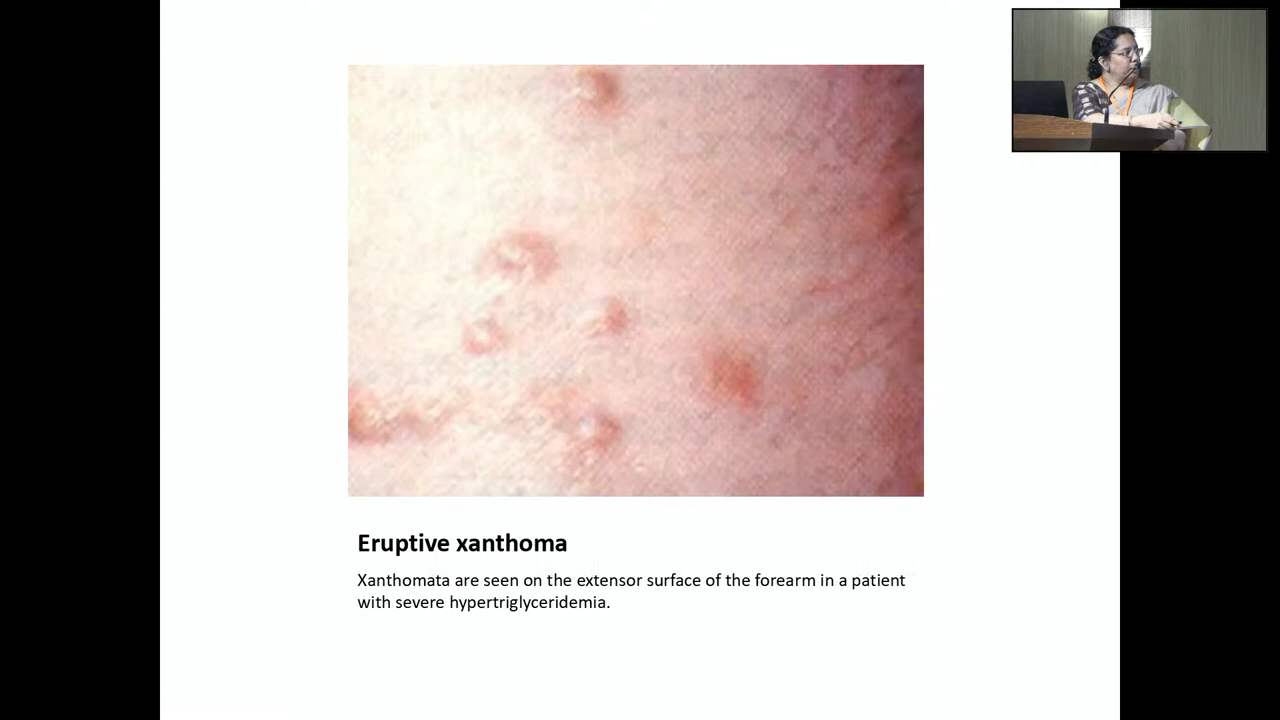 Eruptive xanthoma
Xanthomata are seen on the extensor surface of the forearm in a patient
with severe hypertriglyceridemia.